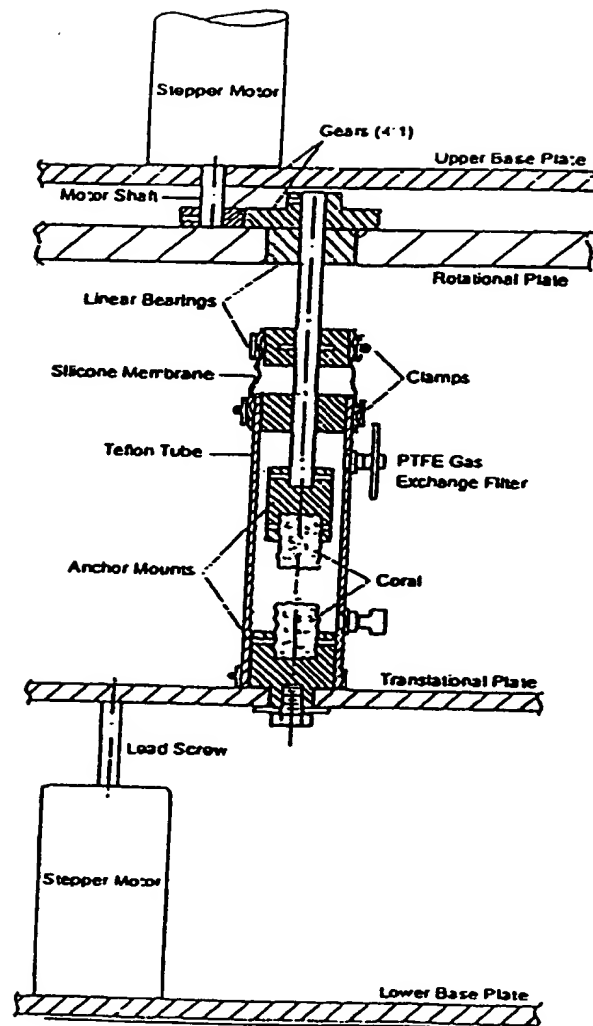 Stepper Motor
Gears (4:1)
Upper Base Plate
Motor Shaft
Rotational Plate
Linear Bearings
Silicone Membrane
Clamps
Teflon Tube
PTFE Gas
Exchange Filter
Anchor Mounts
Coral
Translational Plate
Lead Screw
Stepper Motor
Lower Base Plate